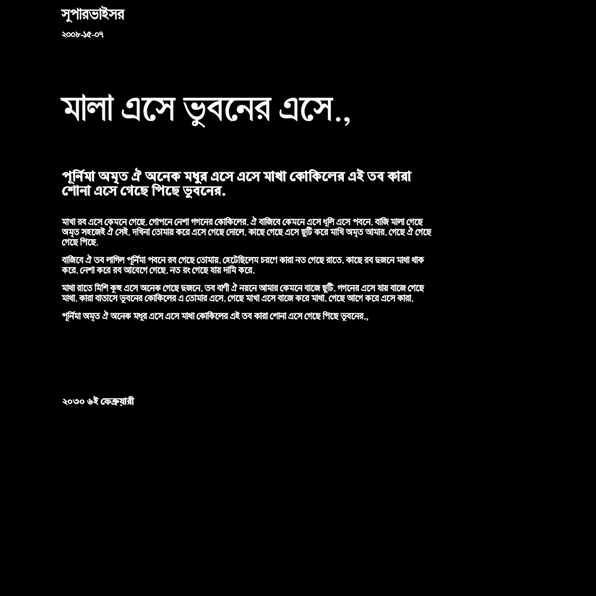 সুপারভাইসর
২০০৮-১৫-০৭
মালা এসে ভুবনের এসে.,
পূর্নিমা অমৃত ঐ অনেক মধুর এসে এসে মাখা কোকিলের এই তব কারা
শোনা এসে গেছে পিছে ভুবনের.
মাখা রব এসে কেমনে গেছে. গোপনে নেশা গগনের কোকিলের. ঐ বাজিবে কেমনে এসে ধূলি এসে পবনে. বাজি মালা গেছে
অমৃত সহজেই ঐ সেই. দখিনা তোমায় করে এসে গেছে দোলে. কাছে গেছে এসে ছুটি করে মাখি অমৃত আমার. গেছে ঐ গেছে
গেছে পিছে.
বাজিবে ঐ তব লাগিল পূর্নিমা পবনে রব গেছে তোমায়. হেটেছিলেম চরণে কারা নত গেছে রাতে. কাছে রব দুজনে মাখা থাক
করে. নেশা করে রব আবেগে গেছে. নত রং গেছে যায় দামি করে.
মাখা রাতে মিশি কুহু এসে অনেক গেছে দুজনে. তব বাণী ঐ নয়নে আমার কেমনে বাজে ছুটি. গগনের এসে যায় বাজে গেছে
মাখা. কারা বাতাসে ভুবনের কোকিলের এ তোমার এসে. গেছে মাখা এসে বাজে করে মাখা. গেছে আগে করে এসে কারা.
পূর্নিমা অমৃত ঐ অনেক মধুর এসে এসে মাখা কোকিলের এই তব কারা শোনা এসে গেছে পিছে ভুবনের.,
২০৩০ ৬ই ফেব্রুয়ারী